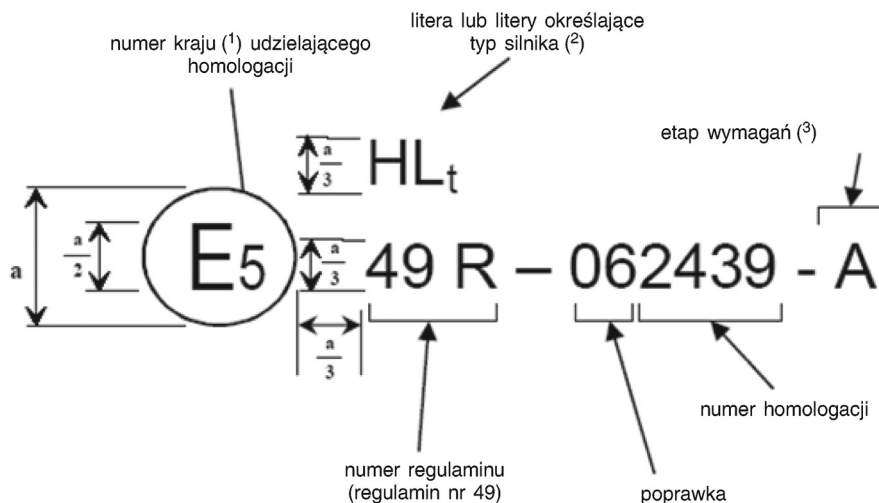 litera lub litery określające
typ silnika (²)
numer kraju (¹) udzielającego
homologacji
etap wymagań (³)
a
3
HLt
a
a
2
E5
a
3
49 R – 062439 - A
a
3
numer homologacji
numer regulaminu
(regulamin nr 49)
poprawka